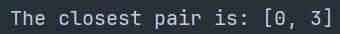 The closest pair is: [0, 3]